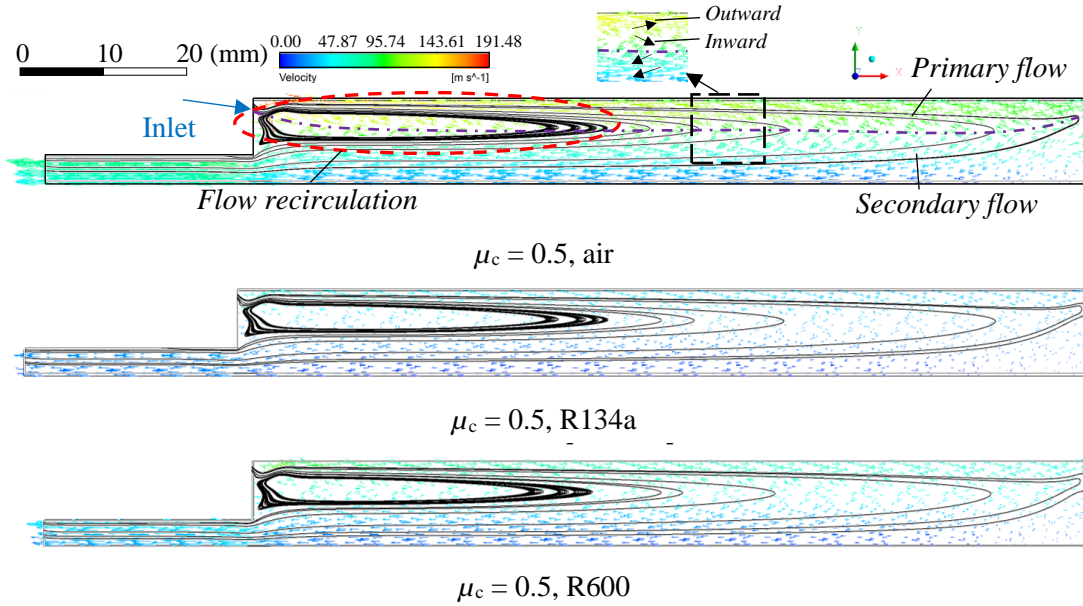 Outward
Inward
0 10 20 (mm)
0.00 47.87 95.74 143.61 191.48
Velocity [m s^-1]
Y
Z X
Primary flow
Inlet
Flow recirculation
Secondary flow
μc = 0.5, air
μc = 0.5, R134a
μc = 0.5, R600